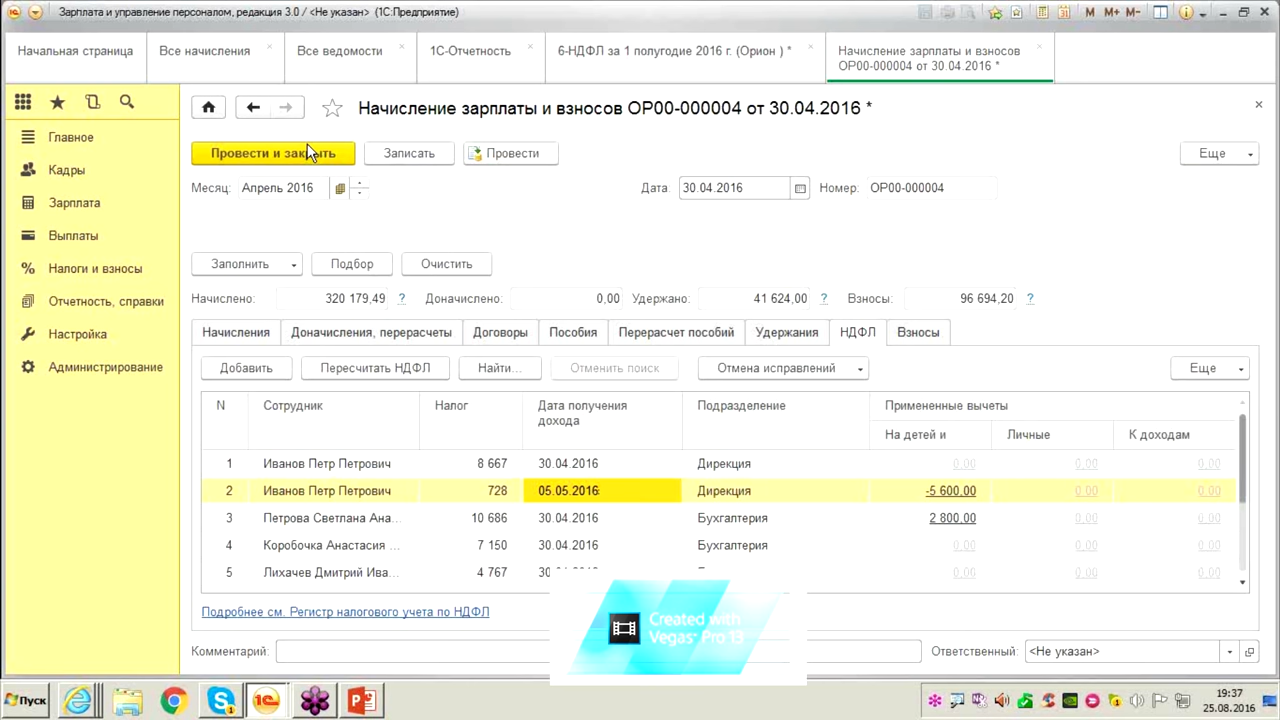 Зарплата и управление персоналом, редакция 3.0 / <Не указан> (1С:Предприятие)
M M+ M-
Начальная страница
Все начисления
Все ведомости
1С-Отчетность
6-НДФЛ за 1 полугодие 2016 г. (Орион ) *
Начисление зарплаты и взносов
ОР00-000004 от 30.04.2016 *
Главное
Кадры
Зарплата
Выплаты
Налоги и взносы
Отчетность, справки
Настройка
Администрирование
Начисление зарплаты и взносов ОР00-000004 от 30.04.2016 *
Провести и закрыть Записать Провести Еще
Месяц: Апрель 2016 Дата: 30.04.2016 Номер: ОР00-000004
Заполнить Подбор Очистить
Начислено: 320 179,49 ? Доначислено: 0,00 Удержано: 41 624,00 ? Взносы: 96 694,20 ?
Начисления Доначисления, перерасчеты Договоры Пособия Перерасчет пособий Удержания НДФЛ Взносы
Добавить Пересчитать НДФЛ Найти... Отменить поиск Отмена исправлений Еще
N Сотрудник Налог Дата получения дохода Подразделение Примененные вычеты
На детей и Личные К доходам
1 Иванов Петр Петрович 8 667 30.04.2016 Дирекция 0,00 0,00 0,00
2 Иванов Петр Петрович 728 05.05.2016 Дирекция -5 600,00 0,00 0,00
3 Петрова Светлана Ана... 10 686 30.04.2016 Бухгалтерия 2 800,00 0,00 0,00
4 Коробочка Анастасия ... 7 150 30.04.2016 Бухгалтерия 0,00 0,00 0,00
5 Лихачев Дмитрий Ива... 4 767 0,00 0,00 0,00
Подробнее см. Регистр налогового учета по НДФЛ
Created with
Vegas Pro 13
Комментарий: Ответственный: <Не указан>
Пуск
19:37
25.08.2016